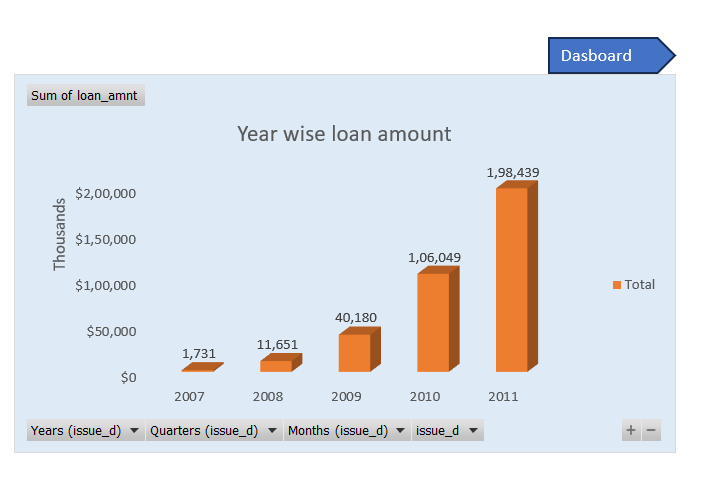 Dasboard
Sum of loan_amnt
Year wise loan amount
1,98,439
$2,00,000
Thousands
$1,50,000
1,06,049
$1,00,000
Total
40,180
$50,000
11,651
1,731
$0
2007 2008 2009 2010 2011
Years (issue_d) Quarters (issue_d) Months (issue_d) issue_d + −